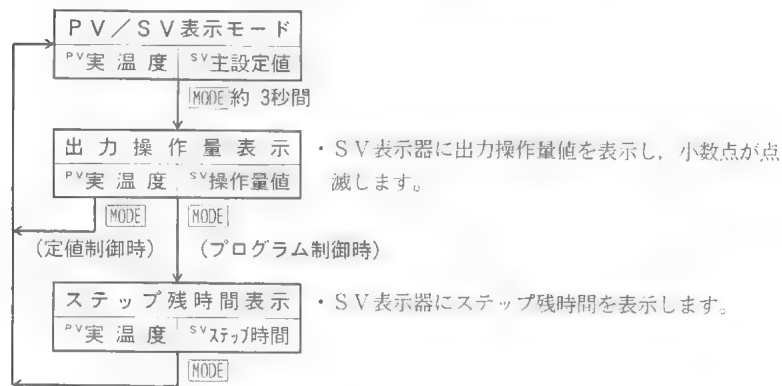 PV/SV表示モード
PV実温度 SV主設定値
MODE約 3秒間
出力操作量表示 ・SV表示器に出力操作量値を表示し,小数点が点
PV実温度 SV操作量値 滅します。
MODE MODE
(定値制御時) (プログラム制御時)
ステップ残時間表示 ・SV表示器にステップ残時間を表示します。
PV実温度 SVステップ時間
MODE